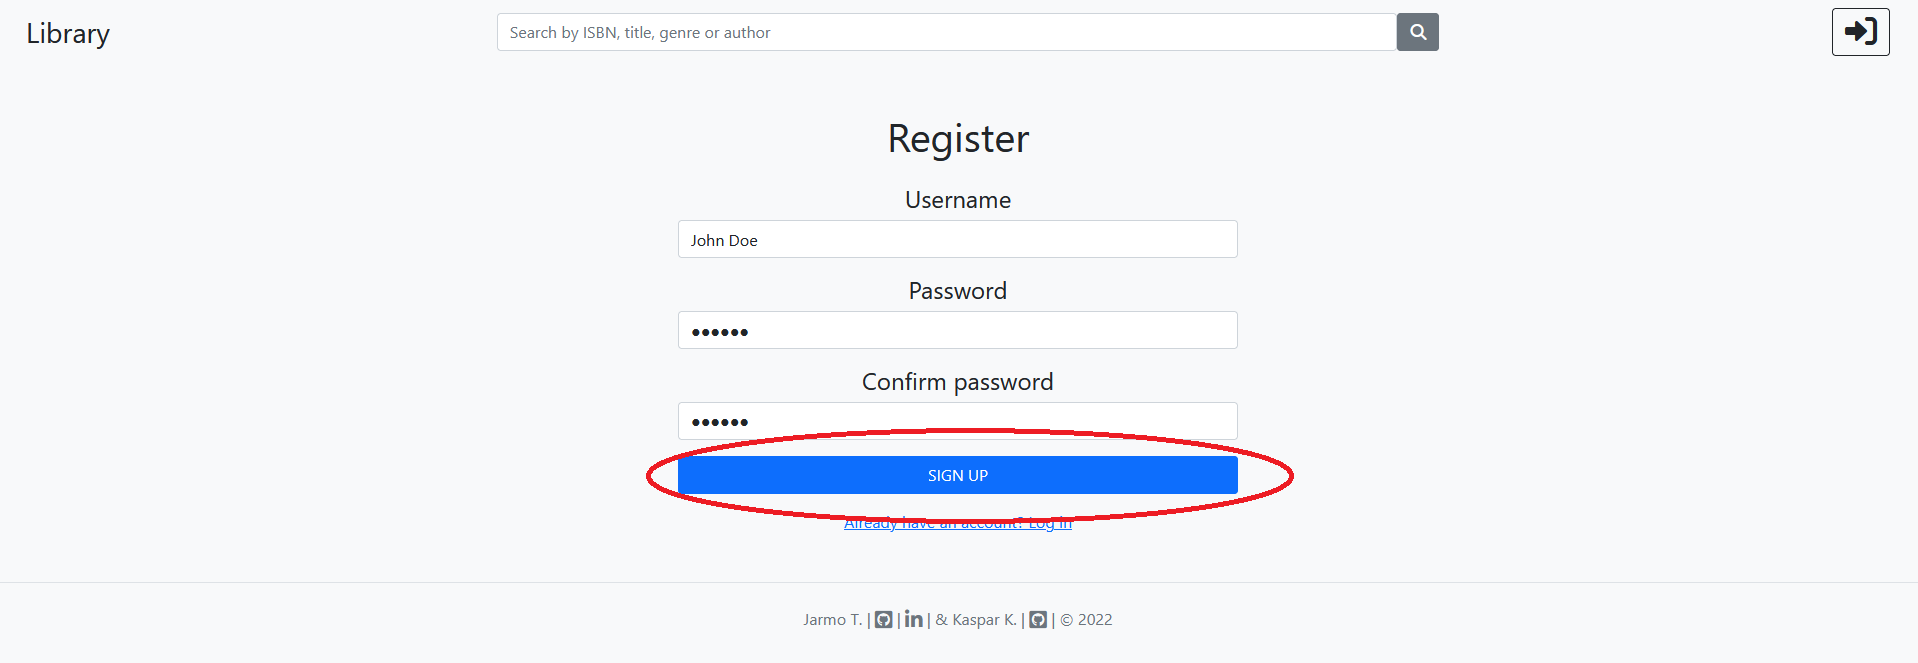 Library
Search by ISBN, title, genre or author
Register
Username
John Doe
Password
••••••
Confirm password
••••••
SIGN UP
Already have an account? Log in
Jarmo T. | | in | & Kaspar K. | | © 2022